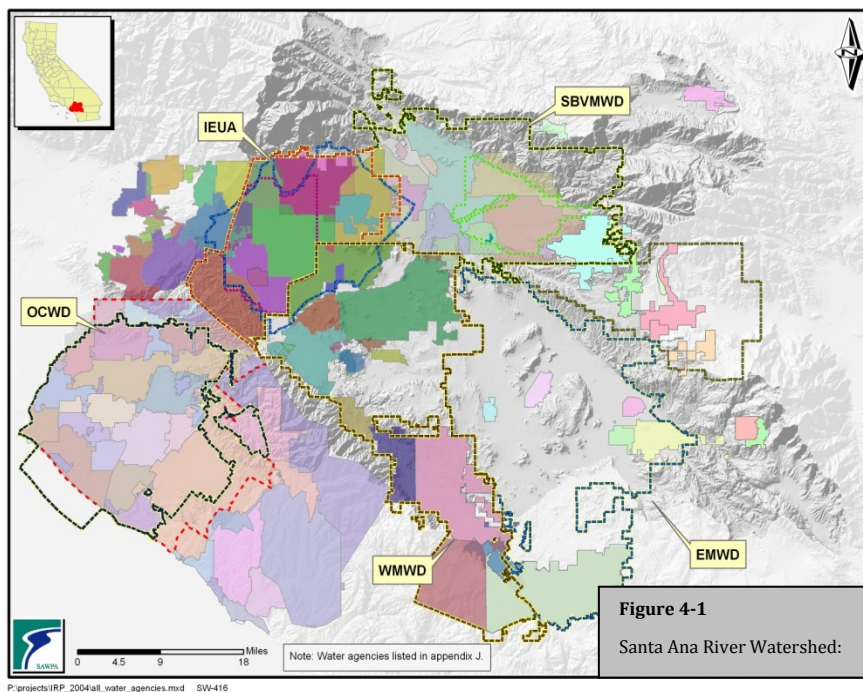 SBVMWD
IEUA
OCWD
WMWD
EMWD
Figure 4-1
Santa Ana River Watershed:
SAWPA
Miles
0 4.5 9 18
Note: Water agencies listed in appendix J.
P:\projects\IRP_2004\all_water_agencies.mxd SW-416